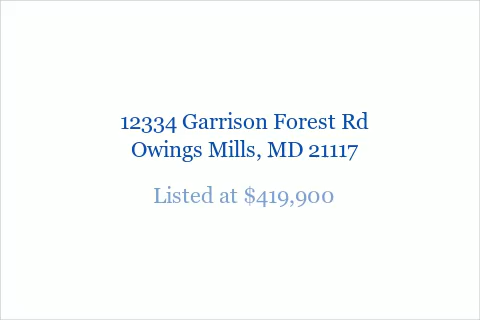 12334 Garrison Forest Rd
Owings Mills, MD 21117
Listed at $419,900